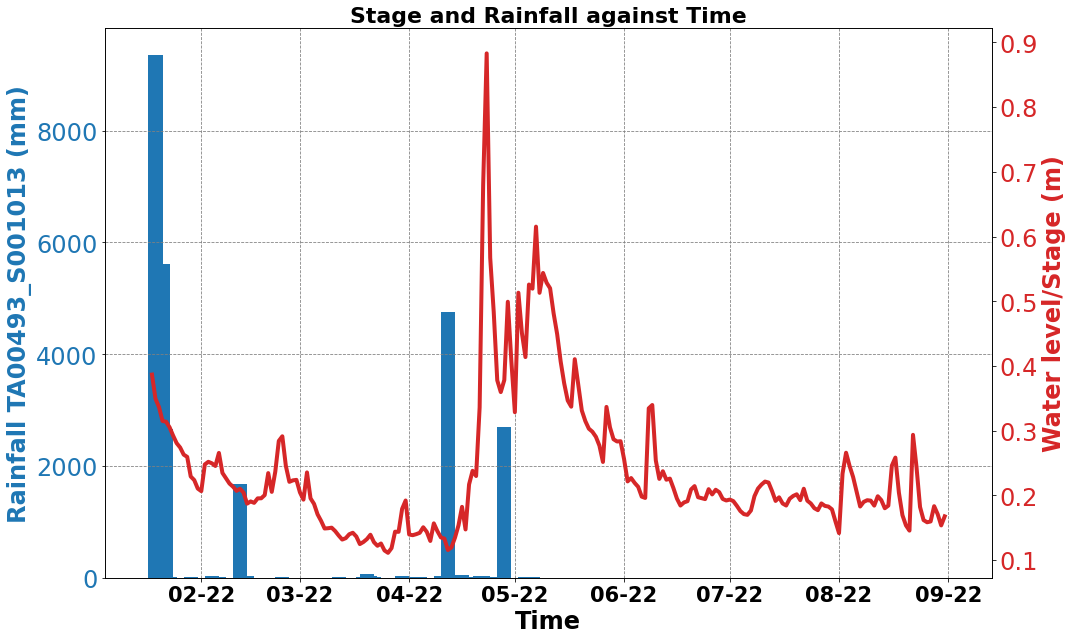 Stage and Rainfall against Time
Rainfall TA00493_S001013 (mm)
8000
6000
4000
2000
0
0.9
0.8
0.7
0.6
0.5
0.4
0.3
0.2
0.1
Water level/Stage (m)
02-22 03-22 04-22 05-22 06-22 07-22 08-22 09-22
Time